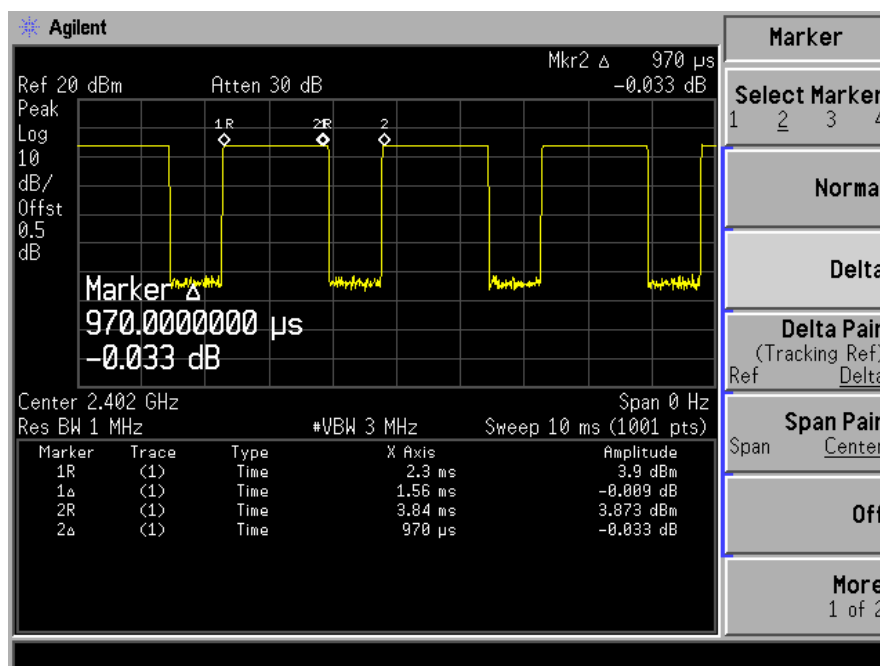 Agilent
Marker
Mkr2 Δ 970 μs
-0.033 dB
Ref 20 dBm
Atten 30 dB
Peak
Log
10
dB/
Offst
0.5
dB
1R
2R
2
Marker Δ
970.0000000 μs
-0.033 dB
Center 2.402 GHz
Span 0 Hz
Res BW 1 MHz
#VBW 3 MHz
Sweep 10 ms (1001 pts)
Marker Trace Type X Axis Amplitude
1R (1) Time 2.3 ms 3.9 dBm
1Δ (1) Time 1.56 ms -0.009 dB
2R (1) Time 3.84 ms 3.873 dBm
2Δ (1) Time 970 μs -0.033 dB
Select Marker
1 2 3 4
Norma
Delta
Delta Pair
(Tracking Ref)
Ref Delta
Span Pair
Span Center
Off
More
1 of 2